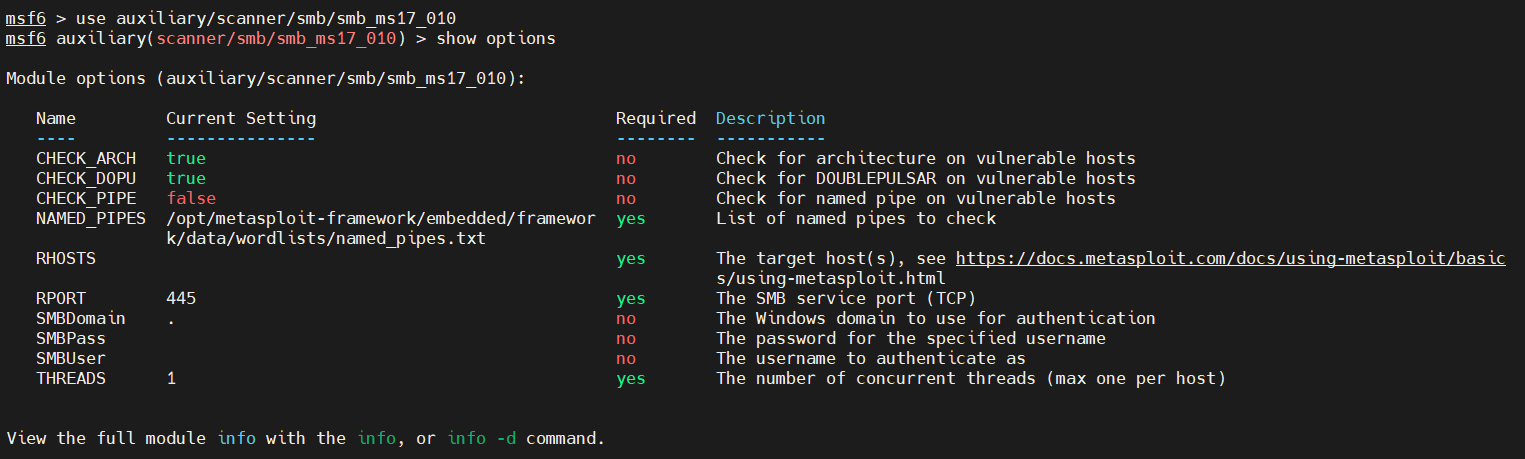 msf6 > use auxiliary/scanner/smb/smb_ms17_010
msf6 auxiliary(scanner/smb/smb_ms17_010) > show options
Module options (auxiliary/scanner/smb/smb_ms17_010):
Name Current Setting Required Description
---- --------------- -------- -----------
CHECK_ARCH true no Check for architecture on vulnerable hosts
CHECK_DOPU true no Check for DOUBLEPULSAR on vulnerable hosts
CHECK_PIPE false no Check for named pipe on vulnerable hosts
NAMED_PIPES /opt/metasploit-framework/embedded/framewor yes List of named pipes to check
k/data/wordlists/named_pipes.txt
RHOSTS yes The target host(s), see https://docs.metasploit.com/docs/using-metasploit/basic
s/using-metasploit.html
RPORT 445 yes The SMB service port (TCP)
SMBDomain . no The Windows domain to use for authentication
SMBPass no The password for the specified username
SMBUser no The username to authenticate as
THREADS 1 yes The number of concurrent threads (max one per host)
View the full module info with the info, or info -d command.